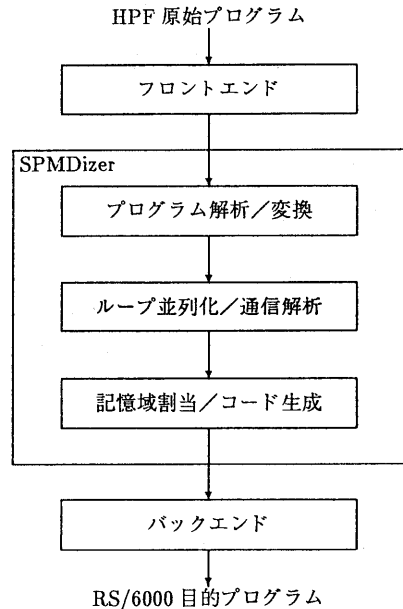 HPF 原始プログラム
フロントエンド
SPMDizer
プログラム解析／変換
ループ並列化／通信解析
記憶域割当／コード生成
バックエンド
RS/6000 目的プログラム